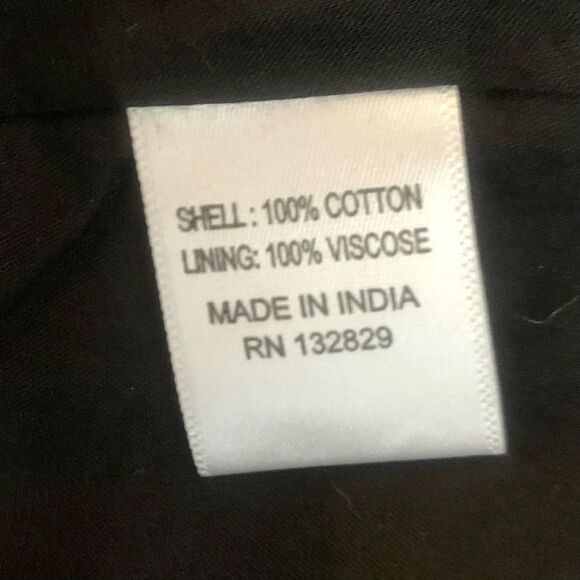 SHELL: 100% COTTON
LINING: 100% VISCOSE
MADE IN INDIA
RN 132829